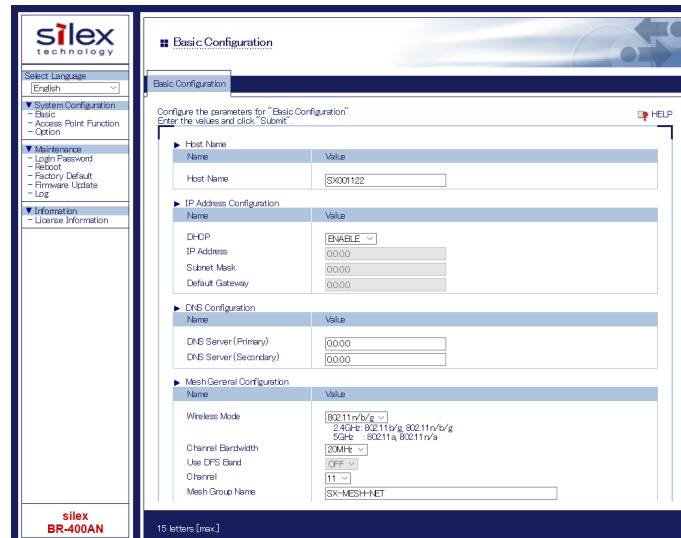 silex
technology
Select Language
English
▼ System Configuration
- Basic
- Access Point Function
- Option
▼ Maintenance
- Login Password
- Reboot
- Factory Default
- Firmware Update
- Log
▼ Information
- License Information
silex
BR-400AN
Basic Configuration
Basic Configuration
Configure the parameters for "Basic Configuration".
Enter the values and click "Submit".
HELP
▶ Host Name
Name Value
Host Name SX001122
▶ IP Address Configuration
Name Value
DHCP ENABLE
IP Address 0.0.0.0
Subnet Mask 0.0.0.0
Default Gateway 0.0.0.0
▶ DNS Configuration
Name Value
DNS Server (Primary) 0.0.0.0
DNS Server (Secondary) 0.0.0.0
▶ Mesh General Configuration
Name Value
Wireless Mode 802.11 n/b/g
2.4GHz: 802.11 b/g, 802.11 n/b/g
5GHz : 802.11 a, 802.11 n/a
Channel Bandwidth 20MHz
Use DFS Band OFF
Channel 11
Mesh Group Name SX-MESH-NET
15 letters [max.]